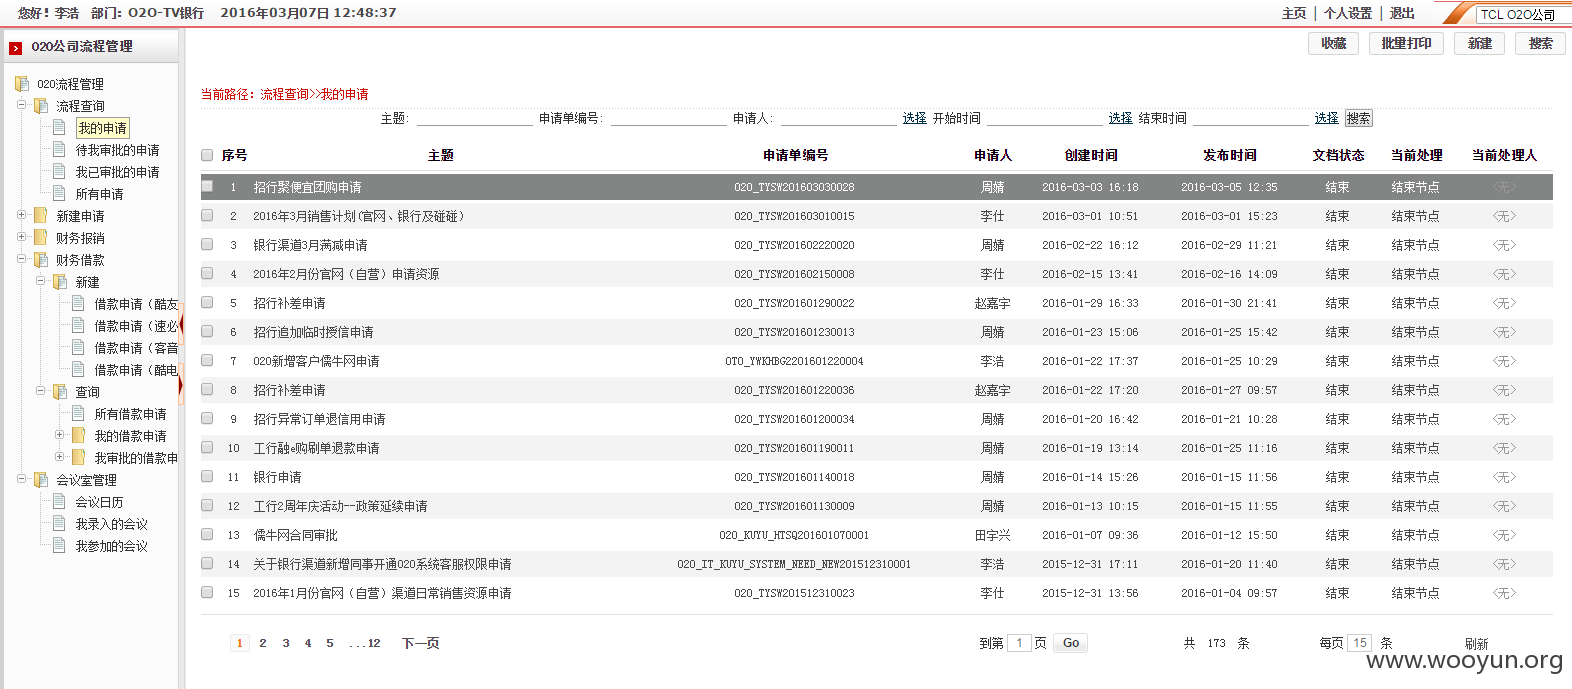 您好！李浩 部门：O2O-TV银行 2016年03月07日 12:48:37 主页 | 个人设置 | 退出 TCL O2O公司
O2O公司流程管理
收藏 批量打印 新建 搜索
O2O流程管理
流程查询
我的申请
待我审批的申请
我已审批的申请
所有申请
新建申请
财务报销
财务借款
新建
借款申请（酷友
借款申请（速必
借款申请（客音
借款申请（酷电
查询
所有借款申请
我的借款申请
我审批的借款申
会议室管理
会议日历
我录入的会议
我参加的会议
当前路径：流程查询>>我的申请
主题： 申请单编号： 申请人： 选择 开始时间 选择 结束时间 选择 搜索
序号 主题 申请单编号 申请人 创建时间 发布时间 文档状态 当前处理 当前处理人
1 招行聚便宜团购申请 O2O_TYSW201603030028 周婧 2016-03-03 16:18 2016-03-05 12:35 结束 结束节点 <无>
2 2016年3月销售计划(官网、银行及碰碰) O2O_TYSW201603010015 李仕 2016-03-01 10:51 2016-03-01 15:23 结束 结束节点 <无>
3 银行渠道3月满减申请 O2O_TYSW201602220020 周婧 2016-02-22 16:12 2016-02-29 11:21 结束 结束节点 <无>
4 2016年2月份官网（自营）申请资源 O2O_TYSW201602150008 李仕 2016-02-15 13:41 2016-02-16 14:09 结束 结束节点 <无>
5 招行补差申请 O2O_TYSW201601290022 赵嘉宇 2016-01-29 16:33 2016-01-30 21:41 结束 结束节点 <无>
6 招行追加临时授信申请 O2O_TYSW201601230013 周婧 2016-01-23 15:06 2016-01-25 15:42 结束 结束节点 <无>
7 O2O新增客户儒牛网申请 OTO_YWKHBG2201601220004 李浩 2016-01-22 17:37 2016-01-25 10:29 结束 结束节点 <无>
8 招行补差申请 O2O_TYSW201601220036 赵嘉宇 2016-01-22 17:20 2016-01-27 09:57 结束 结束节点 <无>
9 招行异常订单退信用申请 O2O_TYSW201601200034 周婧 2016-01-20 16:42 2016-01-21 10:28 结束 结束节点 <无>
10 工行融e购刷单退款申请 O2O_TYSW201601190011 周婧 2016-01-19 13:14 2016-01-25 11:16 结束 结束节点 <无>
11 银行申请 O2O_TYSW201601140018 周婧 2016-01-14 15:26 2016-01-15 11:56 结束 结束节点 <无>
12 工行2周年庆活动--政策延续申请 O2O_TYSW201601130009 周婧 2016-01-13 10:15 2016-01-15 11:55 结束 结束节点 <无>
13 儒牛网合同审批 O2O_KUYU_HTSQ201601070001 田宇兴 2016-01-07 09:36 2016-01-12 15:50 结束 结束节点 <无>
14 关于银行渠道新增同事开通O2O系统客服权限申请 O2O_IT_KUYU_SYSTEM_NEED_NEW201512310001 李浩 2015-12-31 17:11 2016-01-20 11:40 结束 结束节点 <无>
15 2016年1月份官网（自营）渠道日常销售资源申请 O2O_TYSW201512310023 李仕 2015-12-31 13:56 2016-01-04 09:57 结束 结束节点 <无>
1 2 3 4 5 ...12 下一页 到第 1 页 Go 共 173 条 每页 15 条 刷新
www.wooyun.org